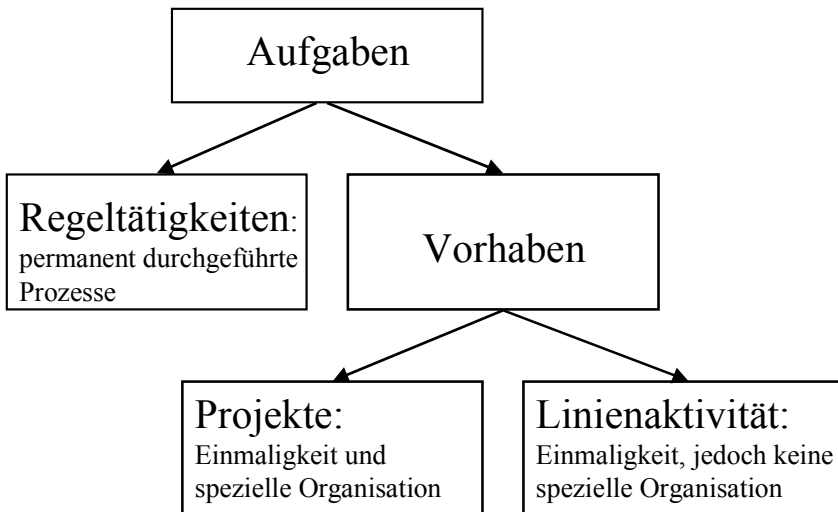 Aufgaben
Regeltätigkeiten:
permanent durchgeführte
Prozesse
Vorhaben
Projekte:
Einmaligkeit und
spezielle Organisation
Linienaktivität:
Einmaligkeit, jedoch keine
spezielle Organisation